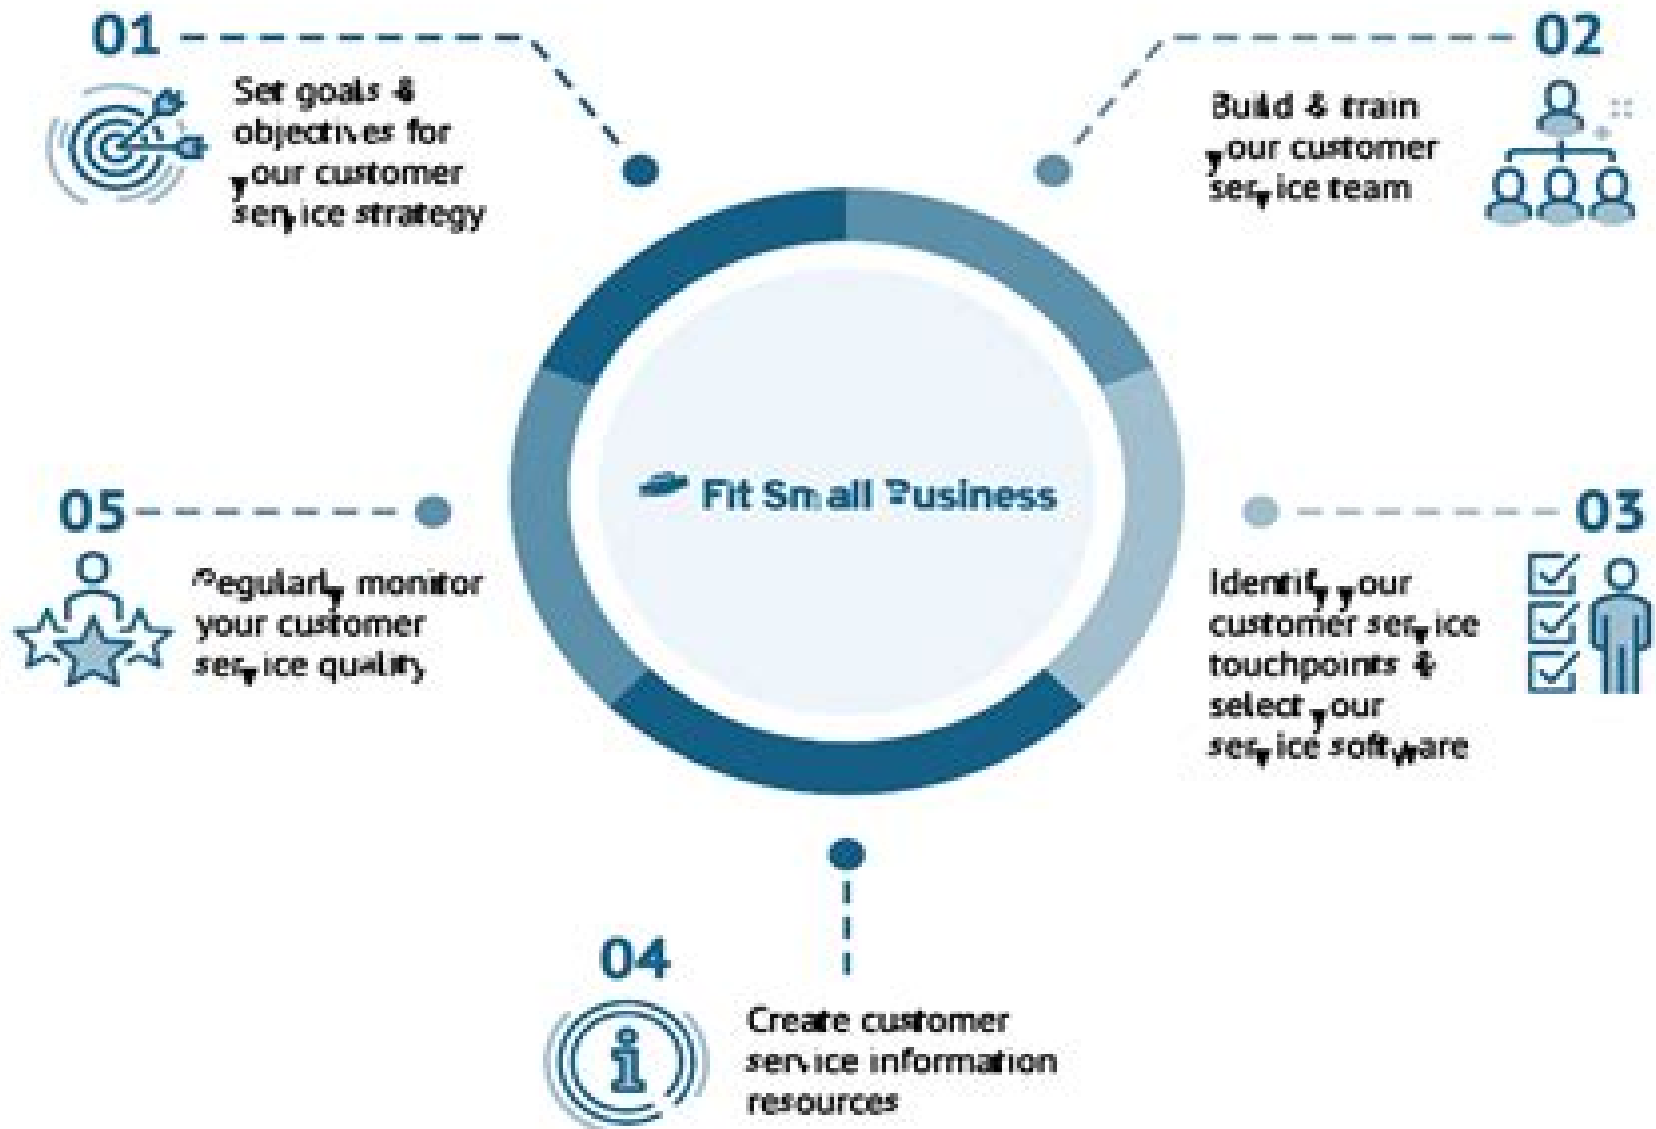 01
Set goals &
objectives for
your customer
service strategy
02
Build & train
your customer
service team
Fit Small Business
03
Identify your
customer service
touchpoints &
select your
service software
04
Create customer
service information
resources
05
Regularly monitor
your customer
service quality